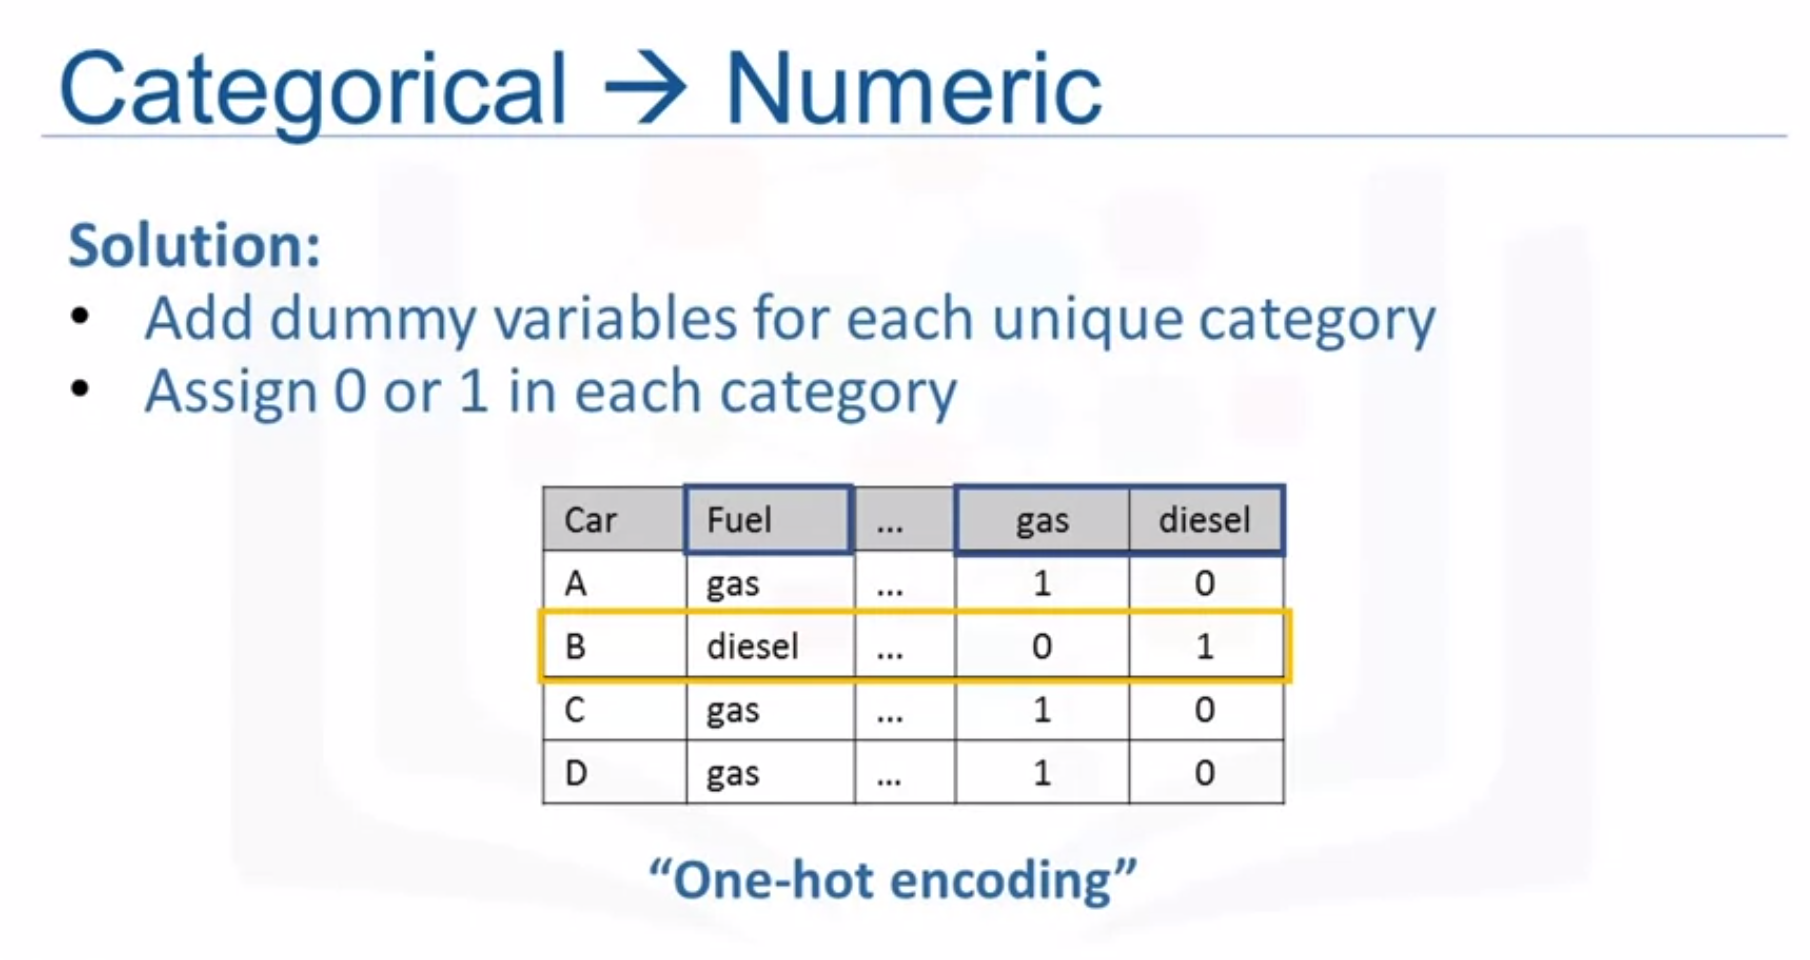 Categorical → Numeric
Solution:
• Add dummy variables for each unique category
• Assign 0 or 1 in each category
Car Fuel ... gas diesel
A gas ... 1 0
B diesel ... 0 1
C gas ... 1 0
D gas ... 1 0
“One-hot encoding”